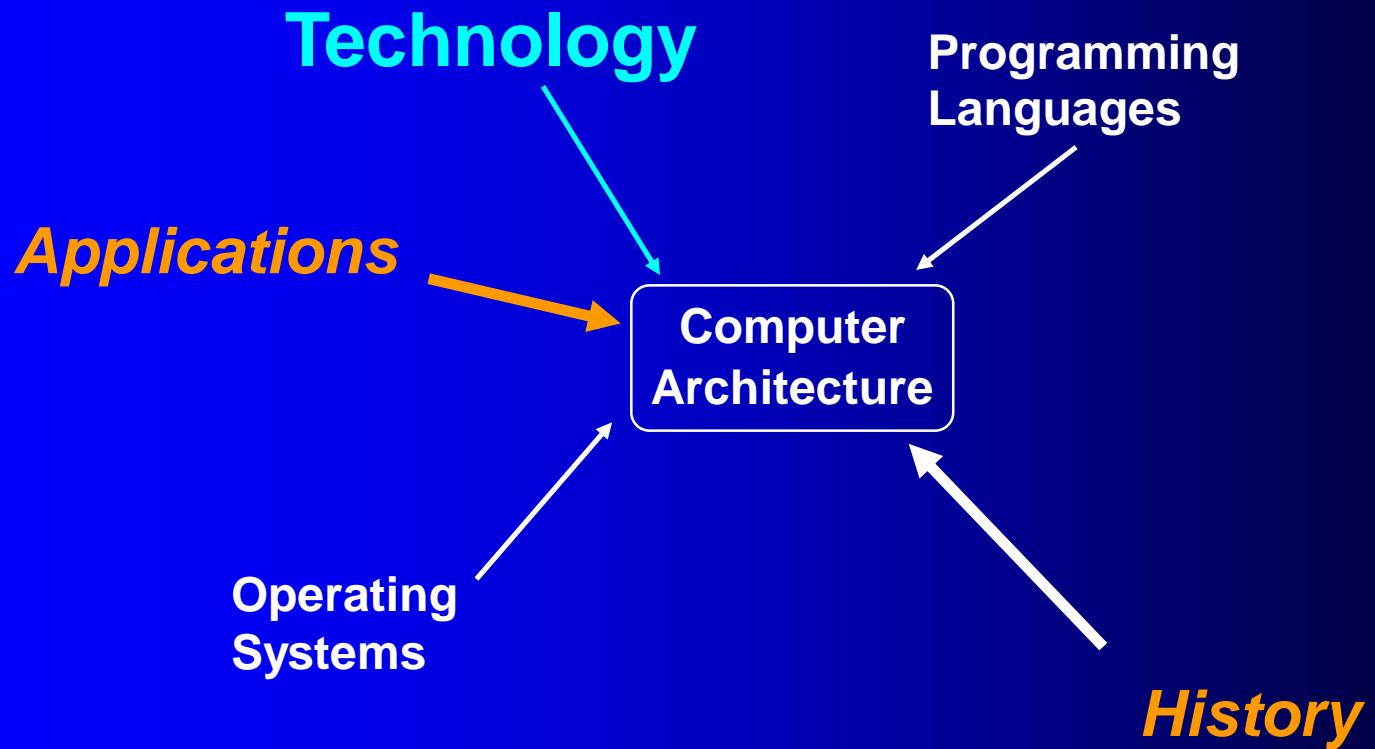 Technology
Programming
Languages
Applications
Computer
Architecture
Operating
Systems
History